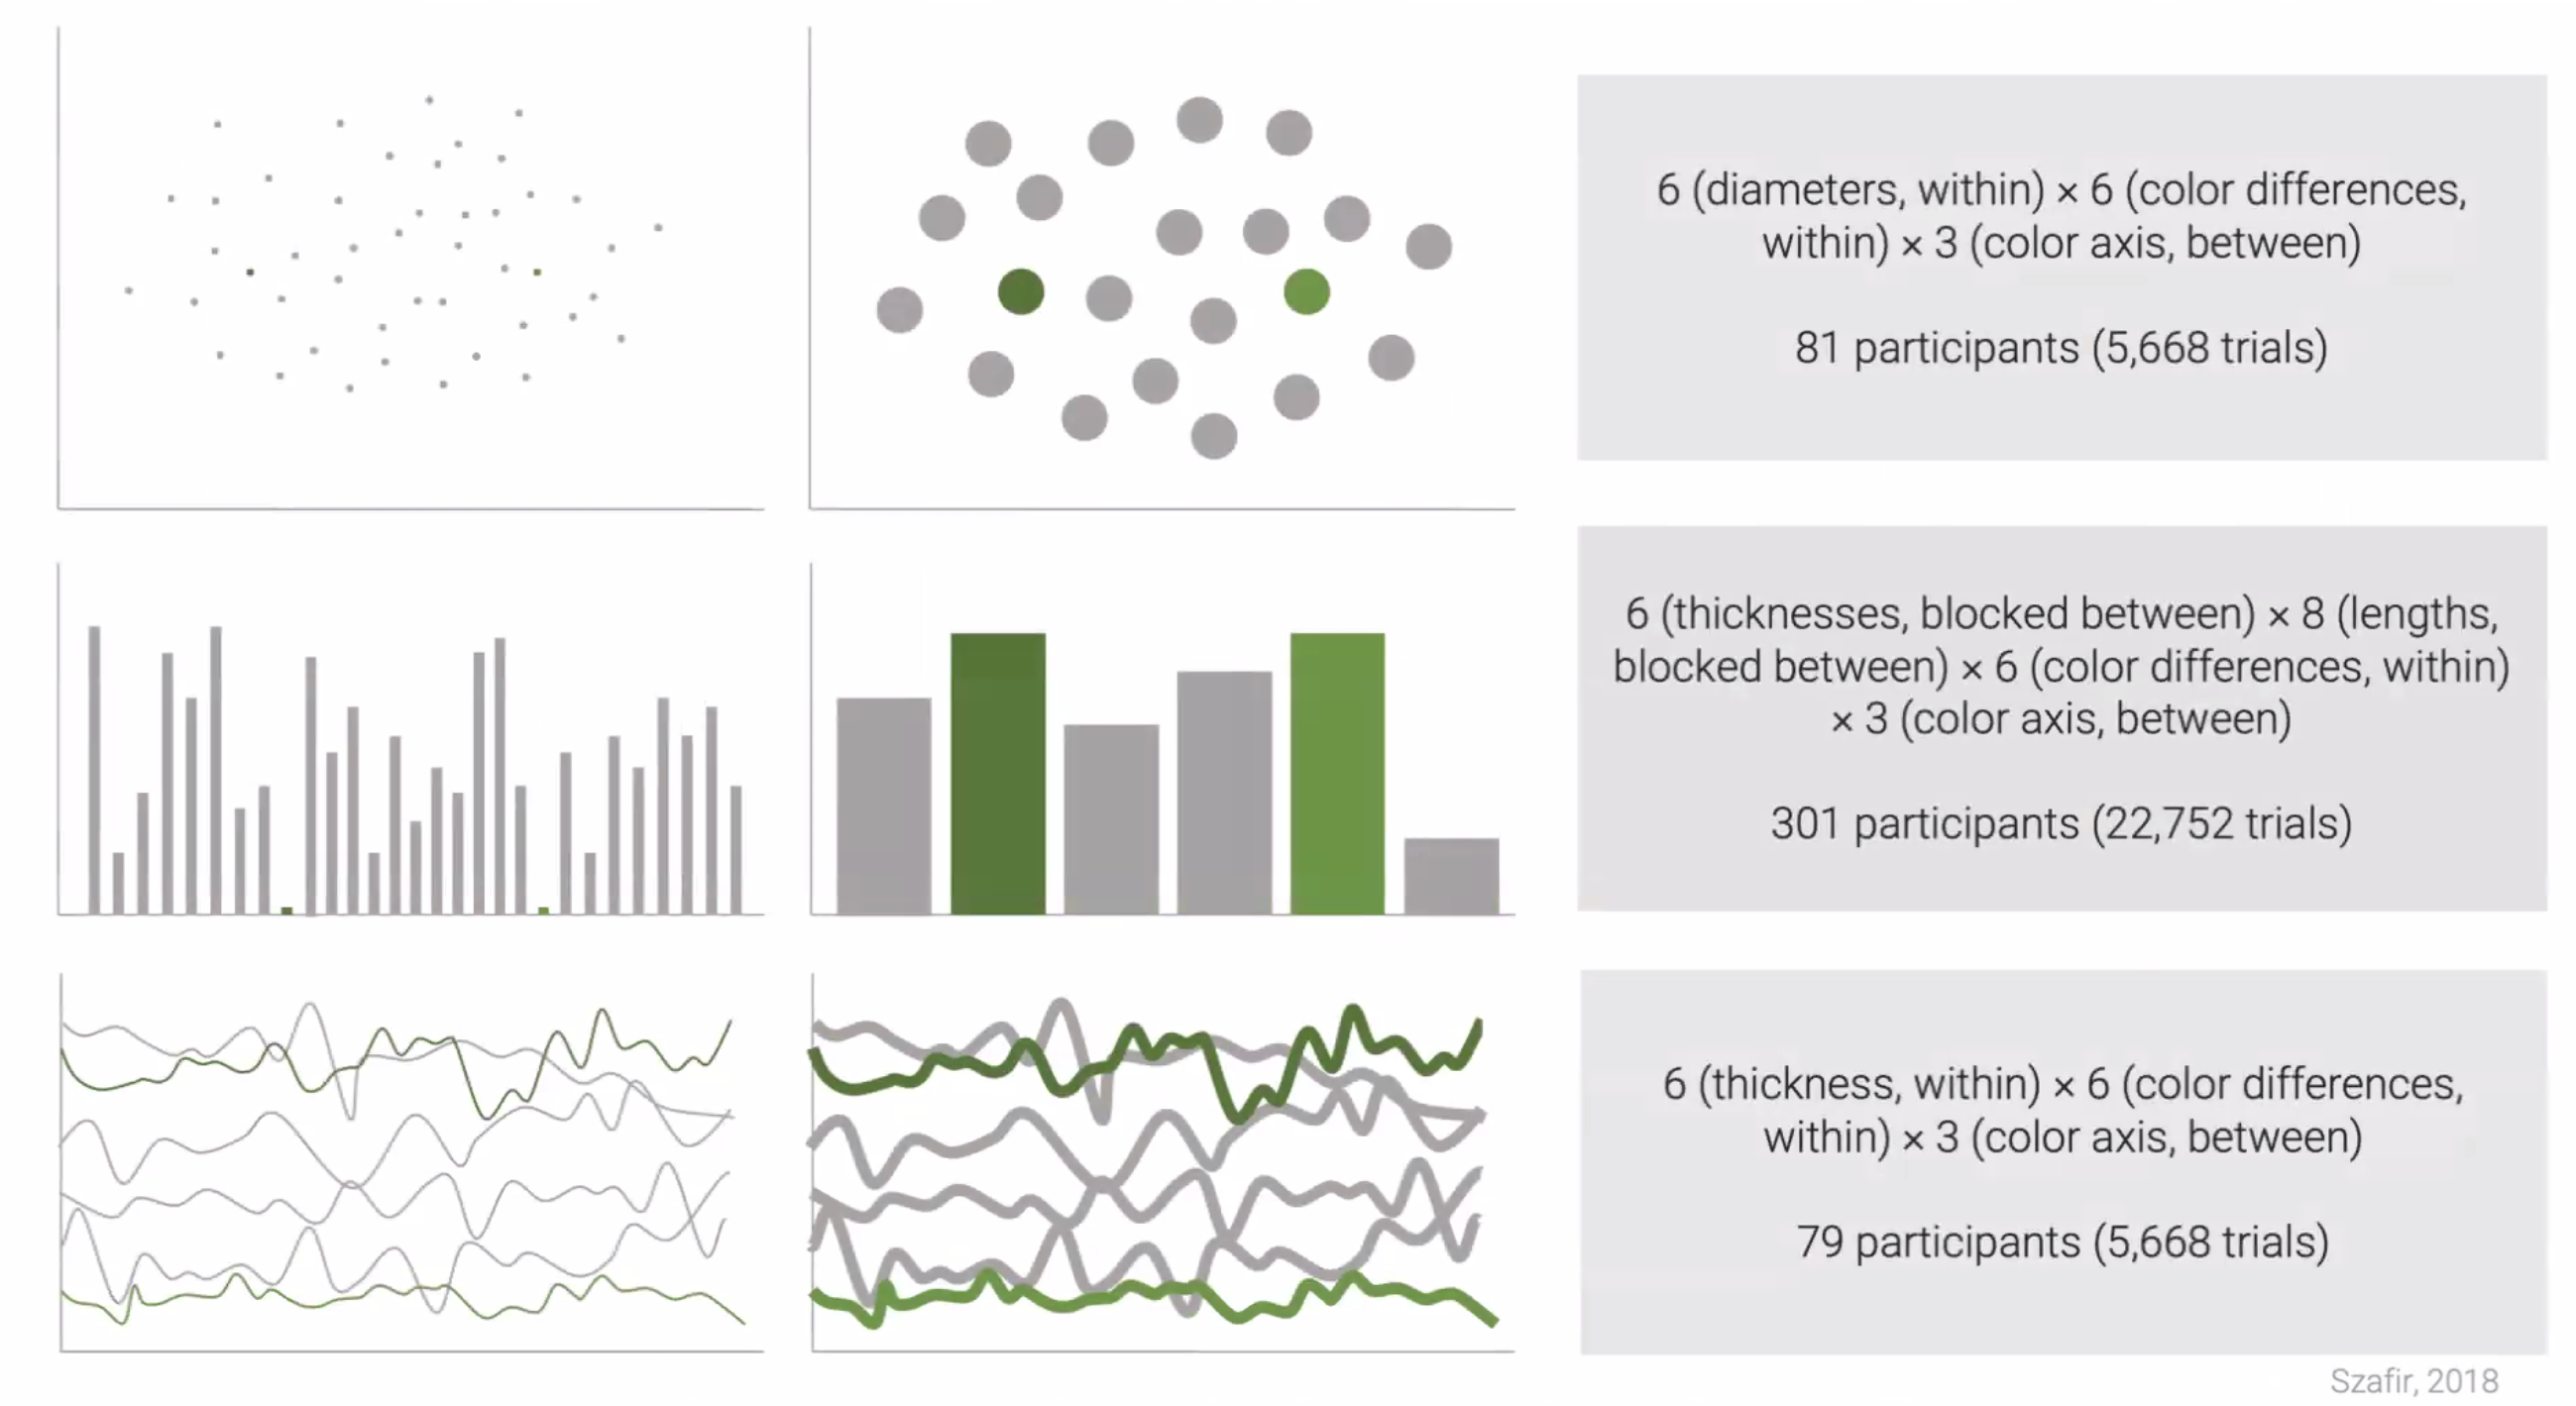 6 (diameters, within) × 6 (color differences,
within) × 3 (color axis, between)
81 participants (5,668 trials)
6 (thicknesses, blocked between) × 8 (lengths,
blocked between) × 6 (color differences, within)
× 3 (color axis, between)
301 participants (22,752 trials)
6 (thickness, within) × 6 (color differences,
within) × 3 (color axis, between)
79 participants (5,668 trials)
Szafir, 2018